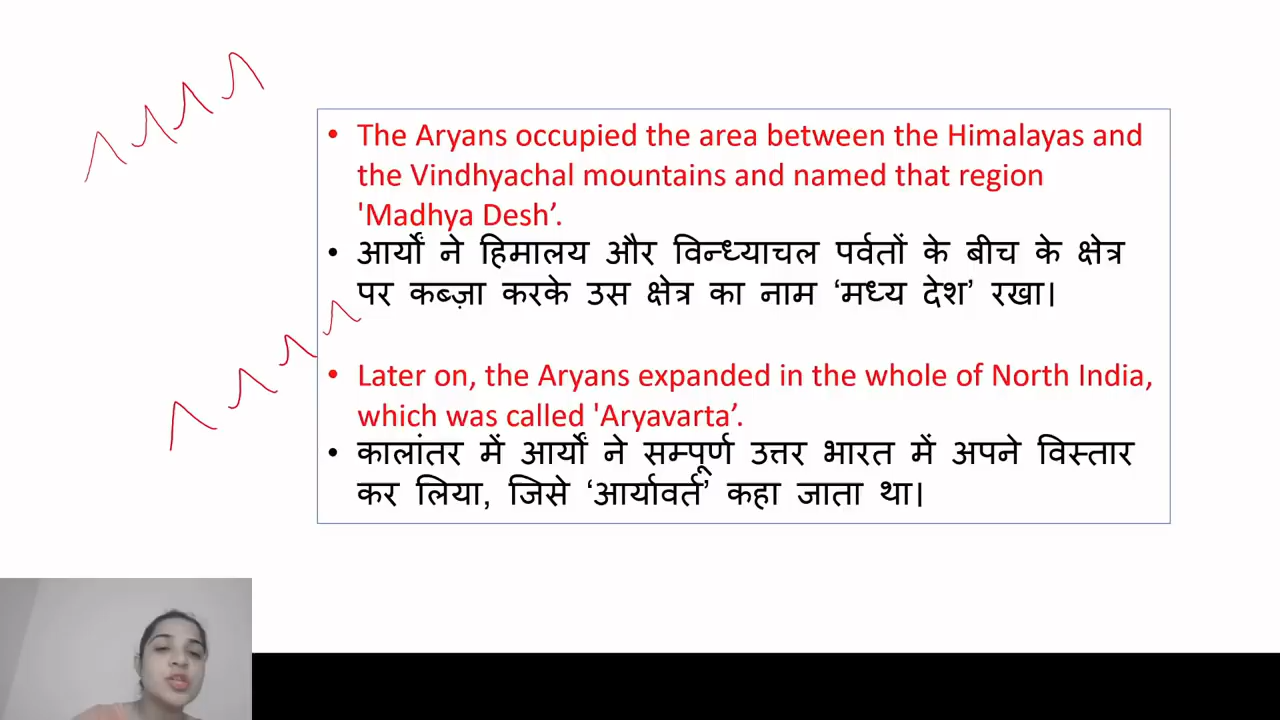 • The Aryans occupied the area between the Himalayas and
the Vindhyachal mountains and named that region
'Madhya Desh’.
• आर्यों ने हिमालय और विन्ध्याचल पर्वतों के बीच के क्षेत्र
पर कब्ज़ा करके उस क्षेत्र का नाम ‘मध्य देश’ रखा।
• Later on, the Aryans expanded in the whole of North India,
which was called 'Aryavarta’.
• कालांतर में आर्यों ने सम्पूर्ण उत्तर भारत में अपने विस्तार
कर लिया, जिसे ‘आर्यावर्त’ कहा जाता था।